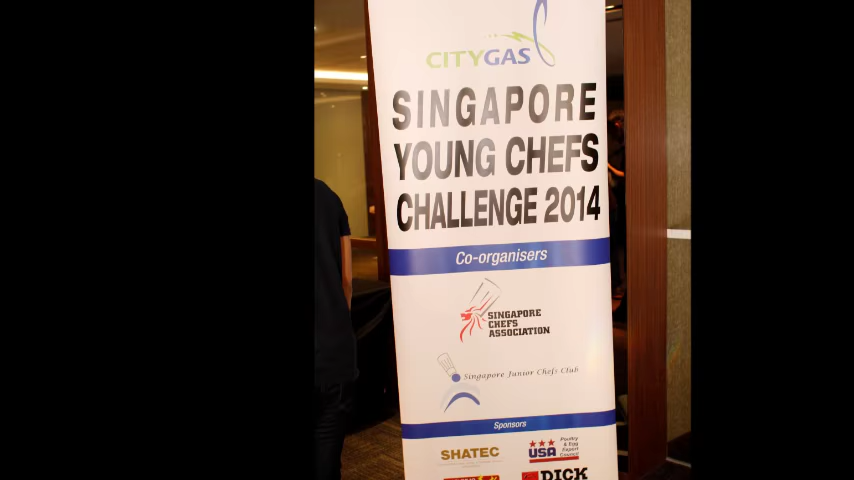 CITYGAS
SINGAPORE
YOUNG CHEFS
CHALLENGE 2014
Co-organisers
SINGAPORE
CHEFS
ASSOCIATION
Singapore Junior Chefs Club
Sponsors
SHATEC
USA
Poultry
& Egg
Export
Council
DICK